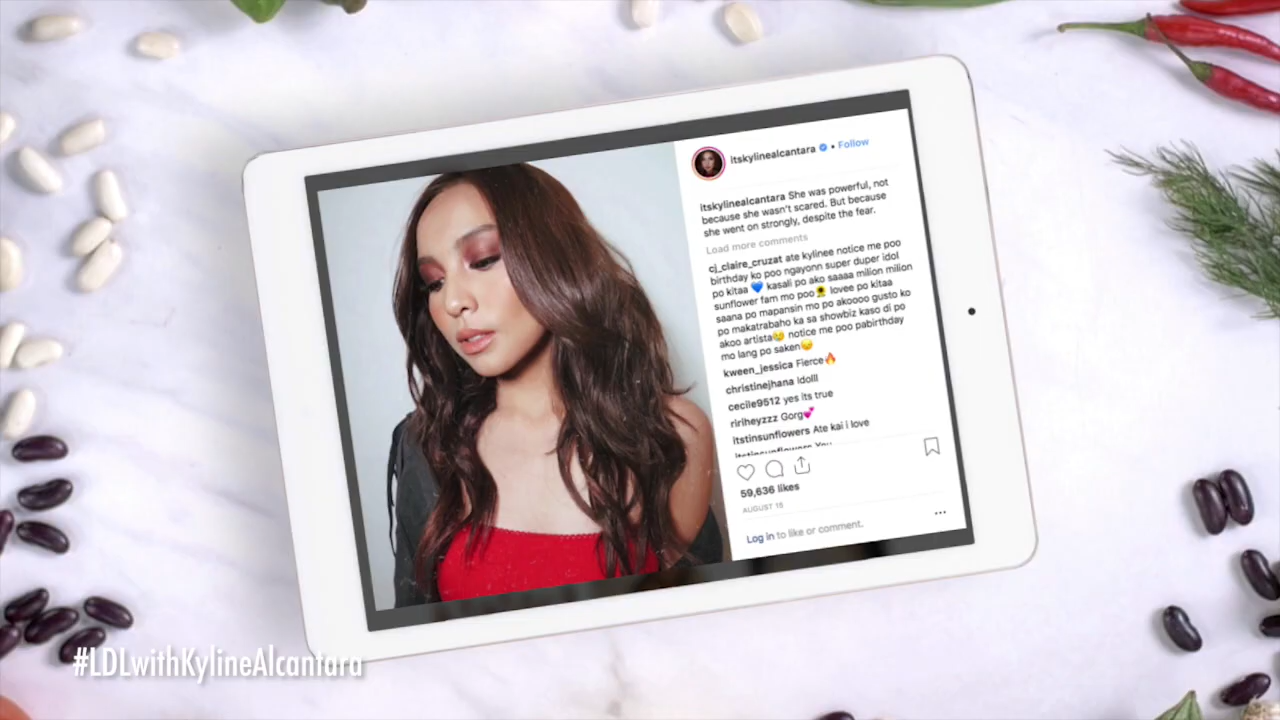 itskylinealcantara • Follow
itskylinealcantara She was powerful, not
because she wasn't scared. But because
she went on strongly, despite the fear.
Load more comments
cj_claire_cruzat ate kylinee notice me poo
birthday ko poo ngayonn super duper idol
po kitaa 💙 kasali po ako saaaa milion milion
sunflower fam mo poo🌻 lovee po kitaa
saana po mapansin mo po akoooo gusto ko
po makatrabaho ka sa showbiz kaso di po
akoo artista😢 notice me poo pabirthday
mo lang po saken😔
kween_jessica Fierce🔥
christinejhana Idolll
cecile9512 yes its true
ririheyzzz Gorg💕
itstinsunflowers Ate kai i love
itstinsunflowers You
59,636 likes
AUGUST 15
Log in to like or comment.
#LDLwithKylineAlcantara